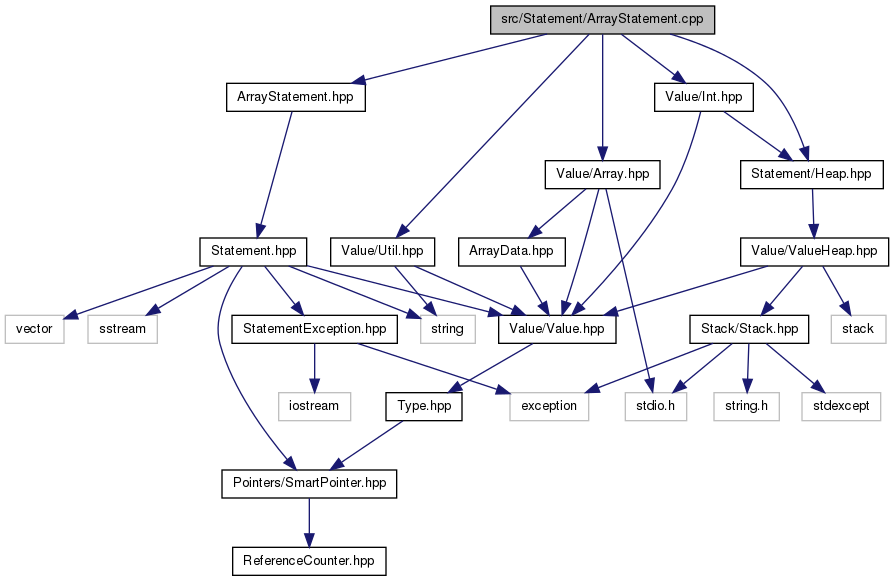 src/Statement/ArrayStatement.cpp
ArrayStatement.hpp
Value/Int.hpp
Value/Array.hpp
Statement/Heap.hpp
Statement.hpp
Value/Util.hpp
ArrayData.hpp
Value/ValueHeap.hpp
vector
sstream
StatementException.hpp
string
Value/Value.hpp
Stack/Stack.hpp
stack
iostream
Type.hpp
exception
stdio.h
string.h
stdexcept
Pointers/SmartPointer.hpp
ReferenceCounter.hpp